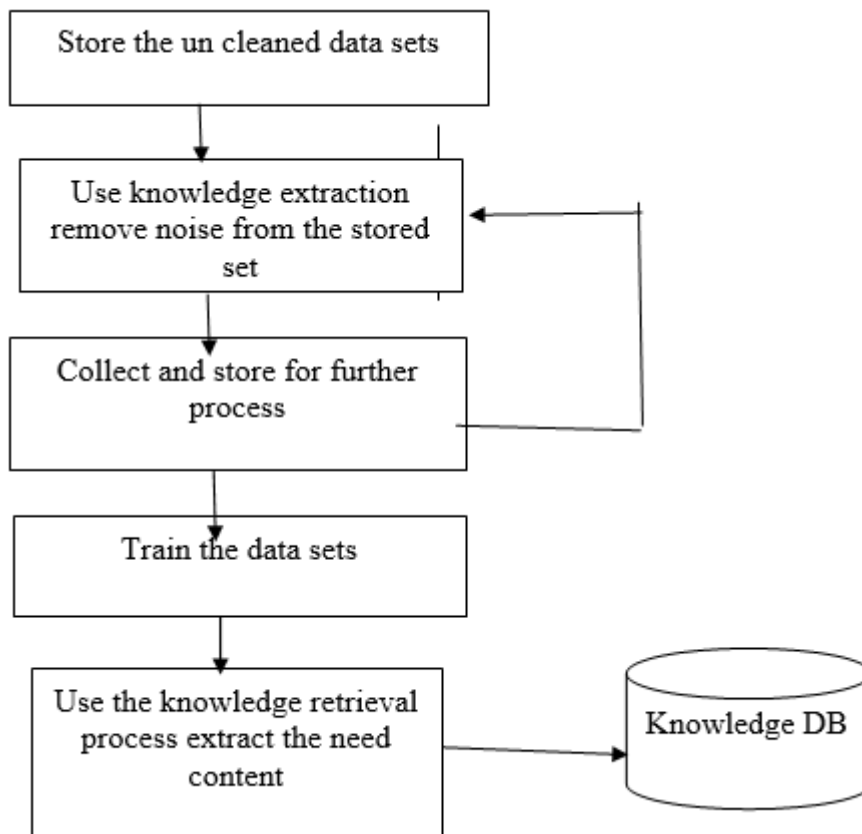 Store the un cleaned data sets
Use knowledge extraction
remove noise from the stored
set
Collect and store for further
process
Train the data sets
Use the knowledge retrieval
process extract the need
content
Knowledge DB